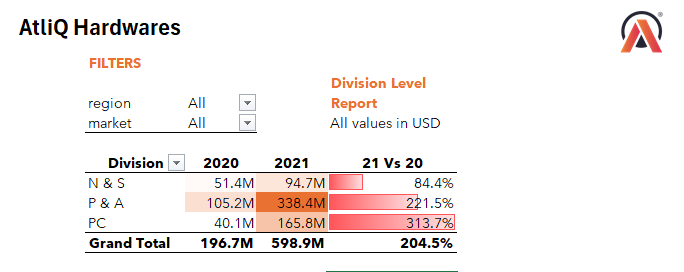 AtliQ Hardwares
FILTERS
Division Level
Report
region All
market All All values in USD
Division 2020 2021 21 Vs 20
N & S 51.4M 94.7M 84.4%
P & A 105.2M 338.4M 221.5%
PC 40.1M 165.8M 313.7%
Grand Total 196.7M 598.9M 204.5%